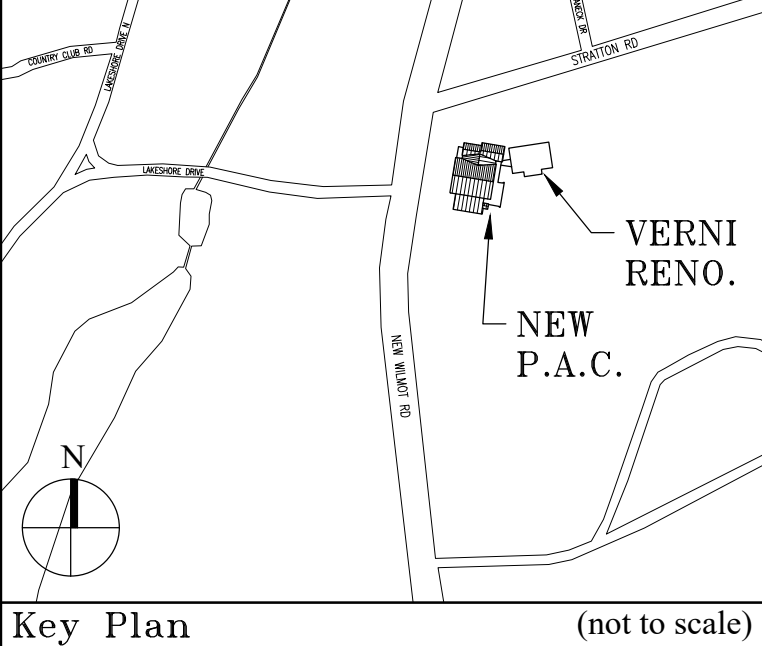 COUNTRY CLUB RD
LAKESHORE DRIVE N
ANECK DR
STRATTON RD
LAKESHORE DRIVE
VERNI
RENO.
NEW
P.A.C.
NEW WILMOT RD
N
Key Plan
(not to scale)